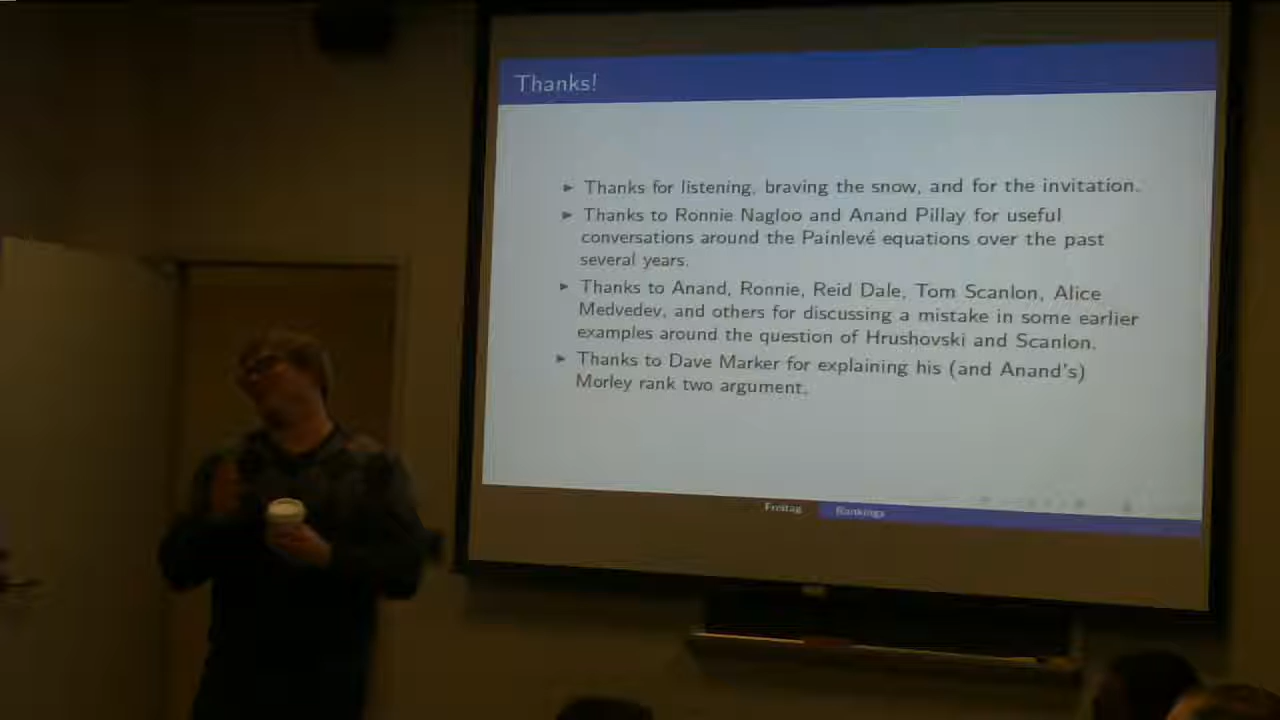 Thanks!
▶ Thanks for listening, braving the snow, and for the invitation.
▶ Thanks to Ronnie Nagloo and Anand Pillay for useful
conversations around the Painlevé equations over the past
several years.
▶ Thanks to Anand, Ronnie, Reid Dale, Tom Scanlon, Alice
Medvedev, and others for discussing a mistake in some earlier
examples around the question of Hrushovski and Scanlon.
▶ Thanks to Dave Marker for explaining his (and Anand's)
Morley rank two argument.
Freitag Rankings